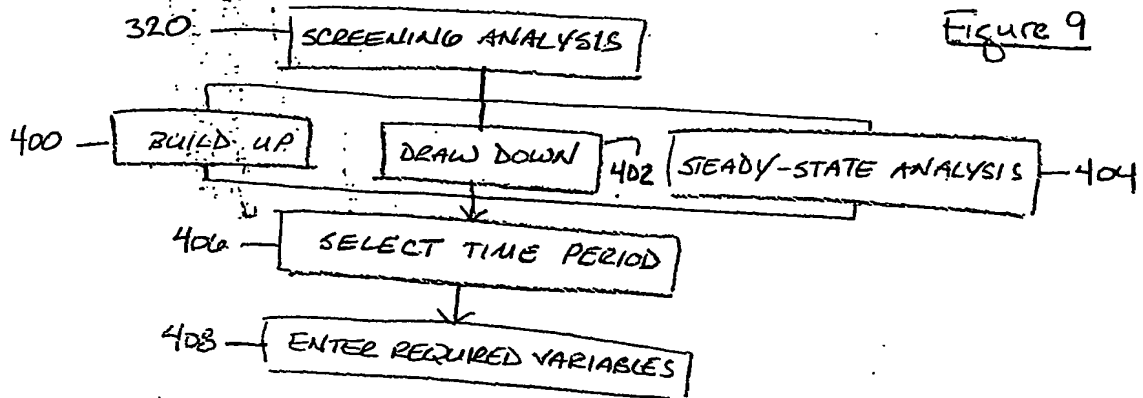 Figure 9
320 SCREENING ANALYSIS
400 BUILD UP DRAW DOWN 402 STEADY-STATE ANALYSIS 404
406 SELECT TIME PERIOD
408 ENTER REQUIRED VARIABLES